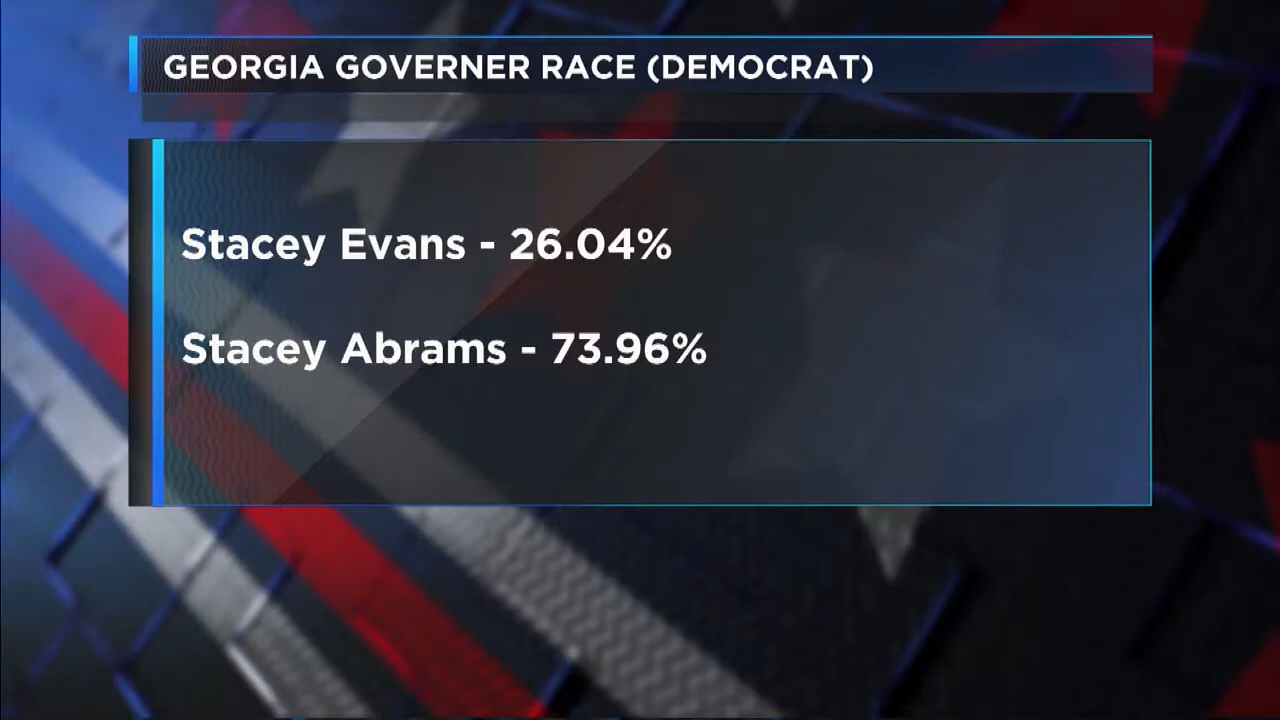 GEORGIA GOVERNER RACE (DEMOCRAT)
Stacey Evans - 26.04%
Stacey Abrams - 73.96%